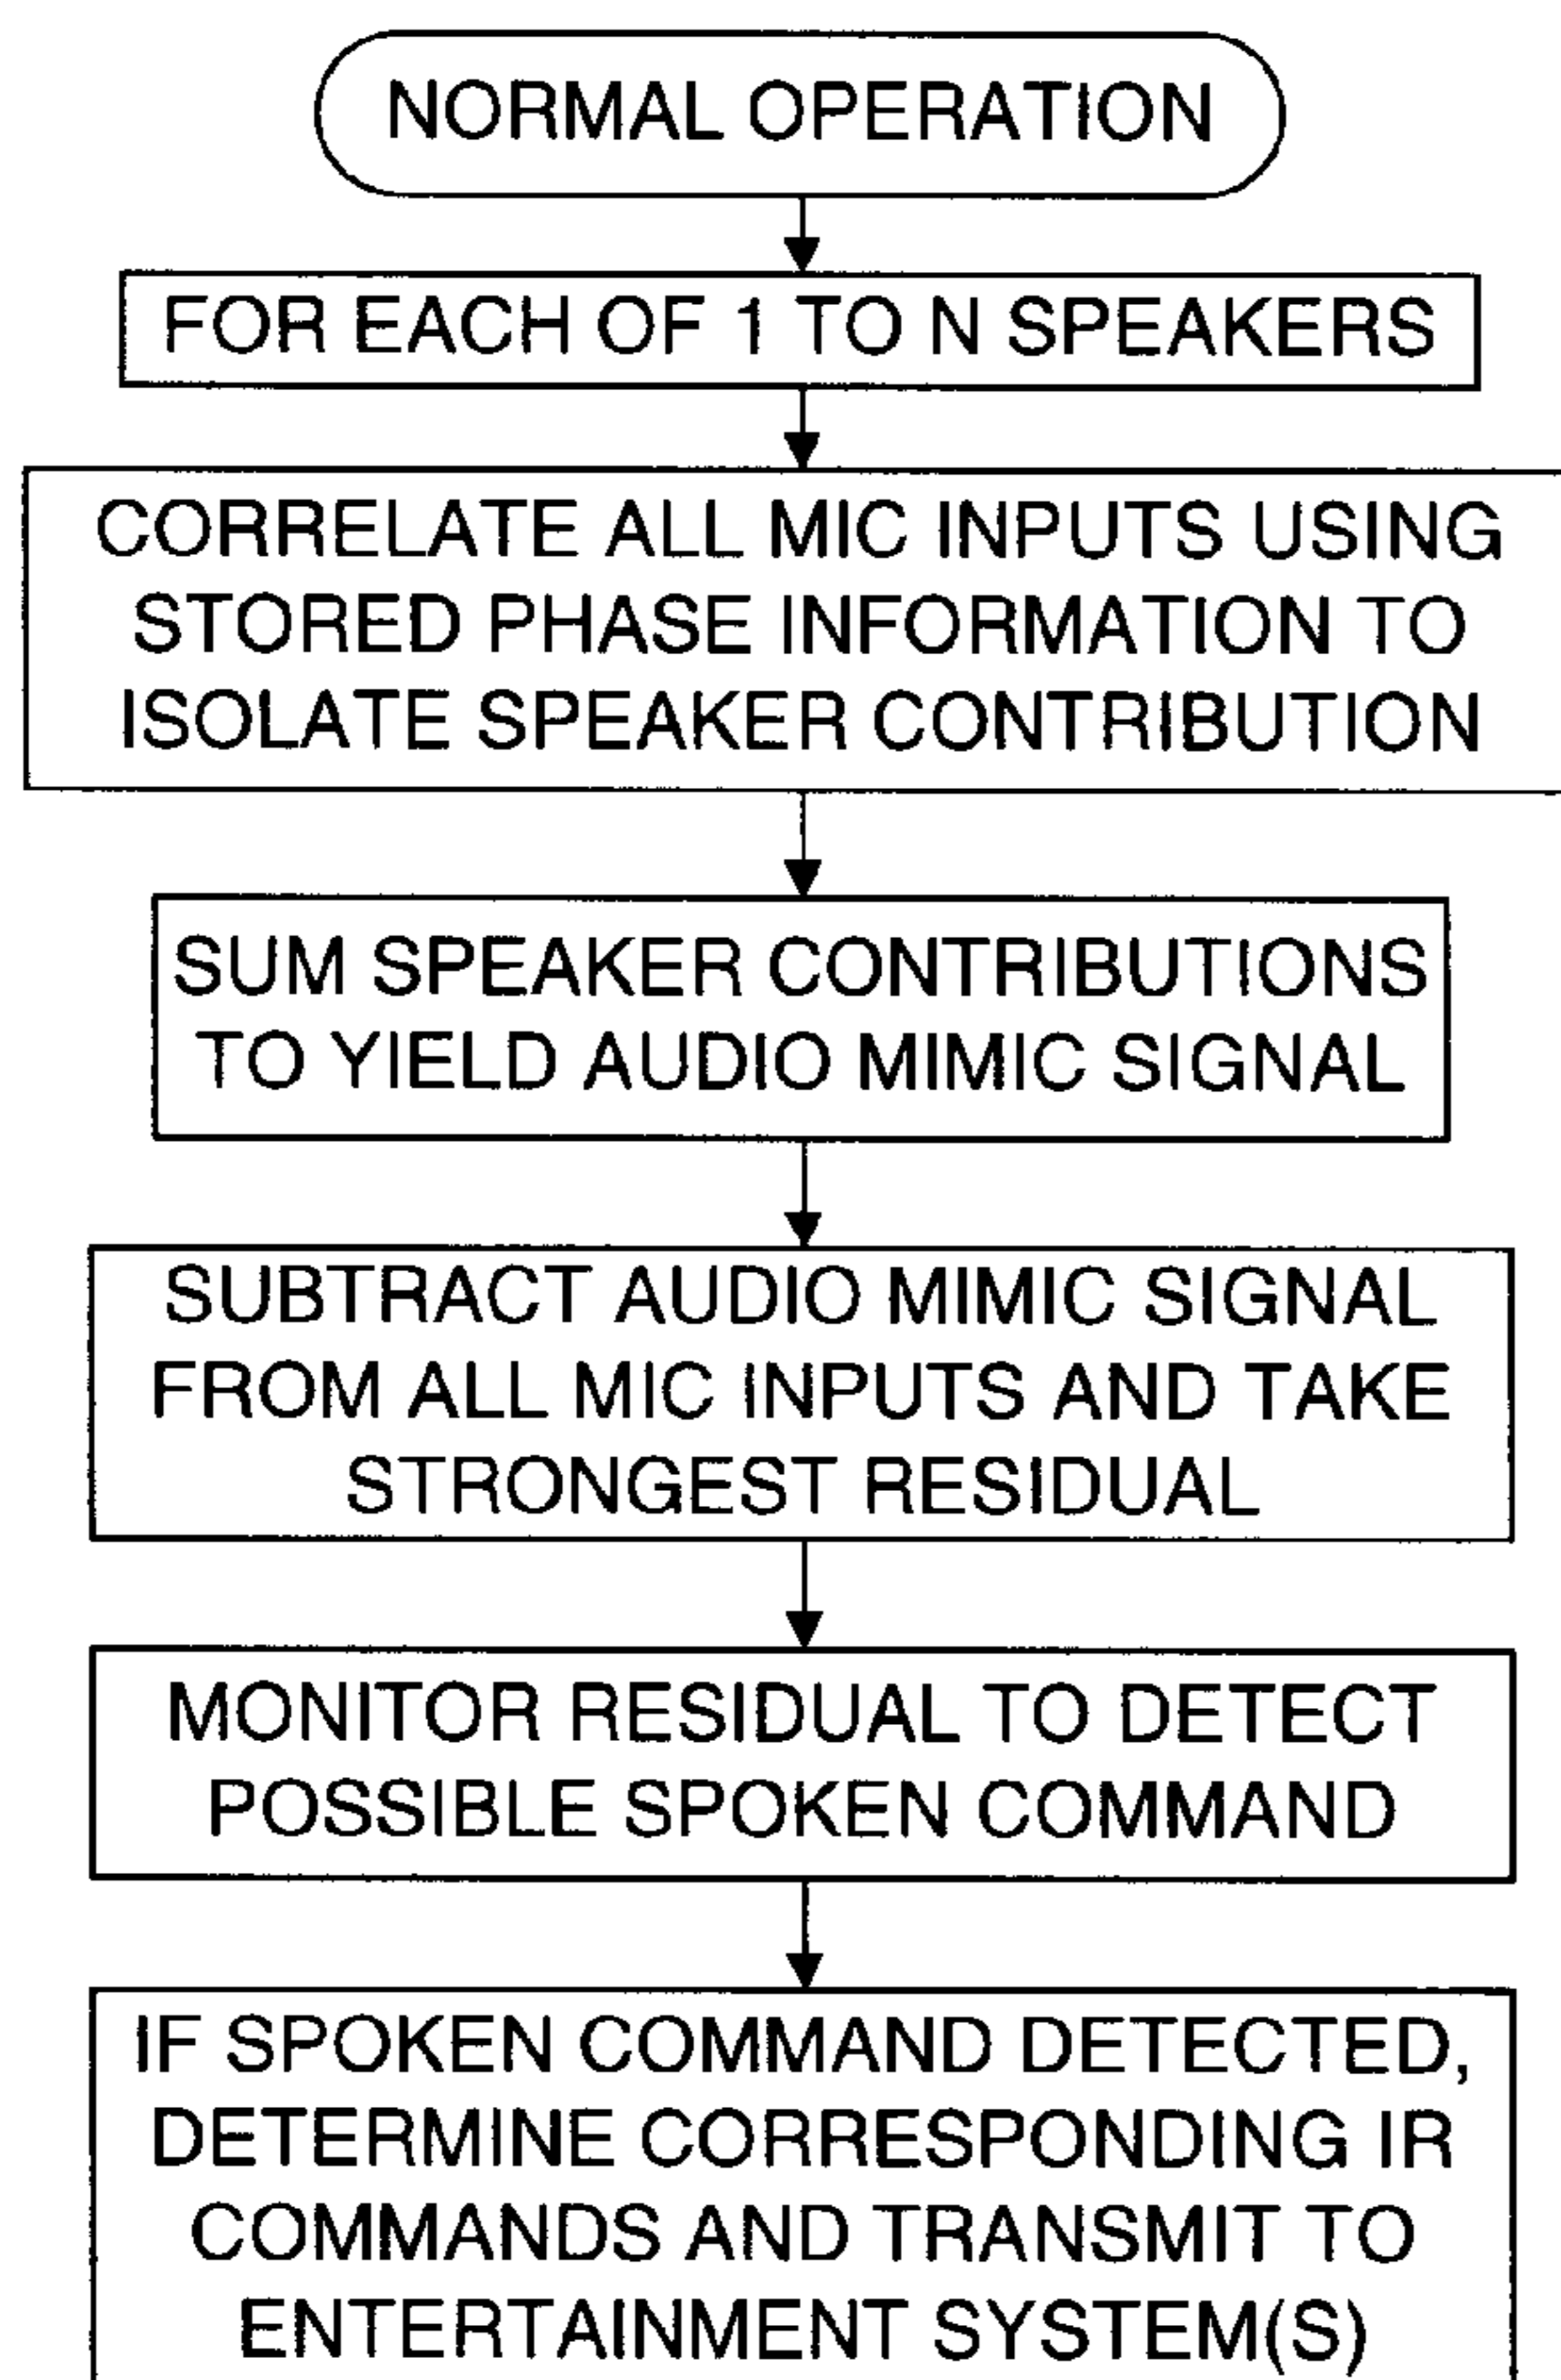 NORMAL OPERATION
FOR EACH OF 1 TO N SPEAKERS
CORRELATE ALL MIC INPUTS USING
STORED PHASE INFORMATION TO
ISOLATE SPEAKER CONTRIBUTION
SUM SPEAKER CONTRIBUTIONS
TO YIELD AUDIO MIMIC SIGNAL
SUBTRACT AUDIO MIMIC SIGNAL
FROM ALL MIC INPUTS AND TAKE
STRONGEST RESIDUAL
MONITOR RESIDUAL TO DETECT
POSSIBLE SPOKEN COMMAND
IF SPOKEN COMMAND DETECTED,
DETERMINE CORRESPONDING IR
COMMANDS AND TRANSMIT TO
ENTERTAINMENT SYSTEM(S)